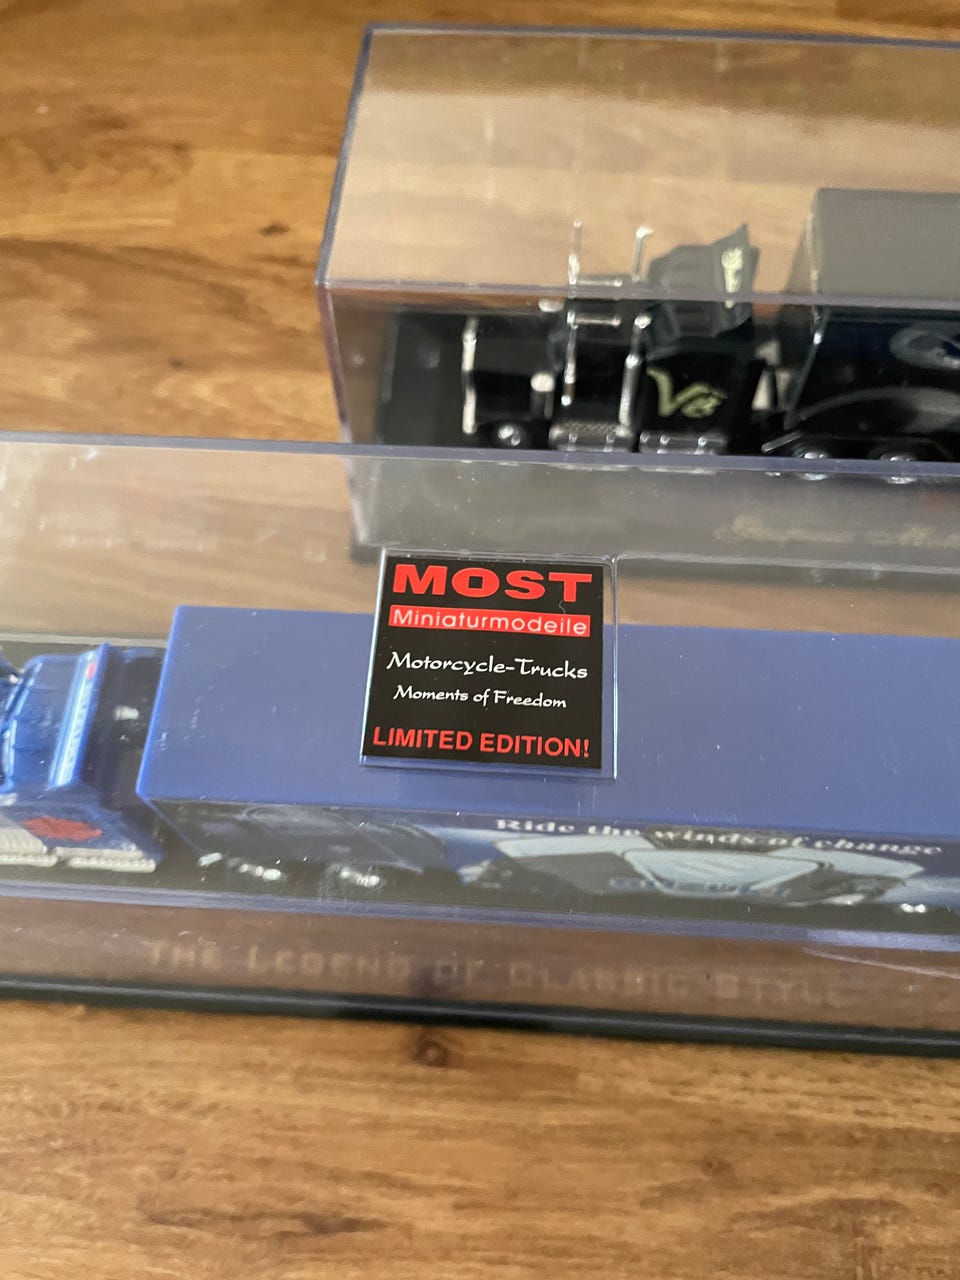 V8
MOST
Miniaturmodelle
Motorcycle-Trucks
Moments of Freedom
LIMITED EDITION!
Ride the winds of change
THE LEGEND OF CLASSIC STYLE